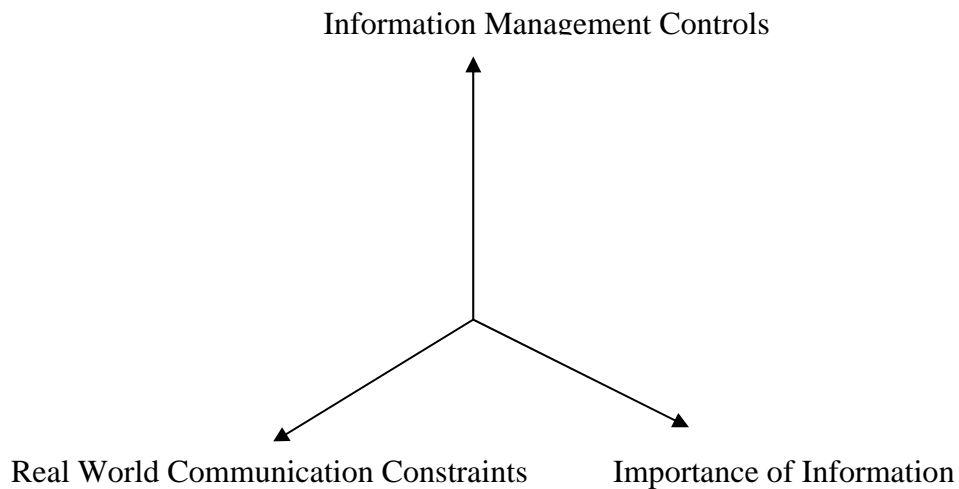 Information Management Controls
Real World Communication Constraints
Importance of Information